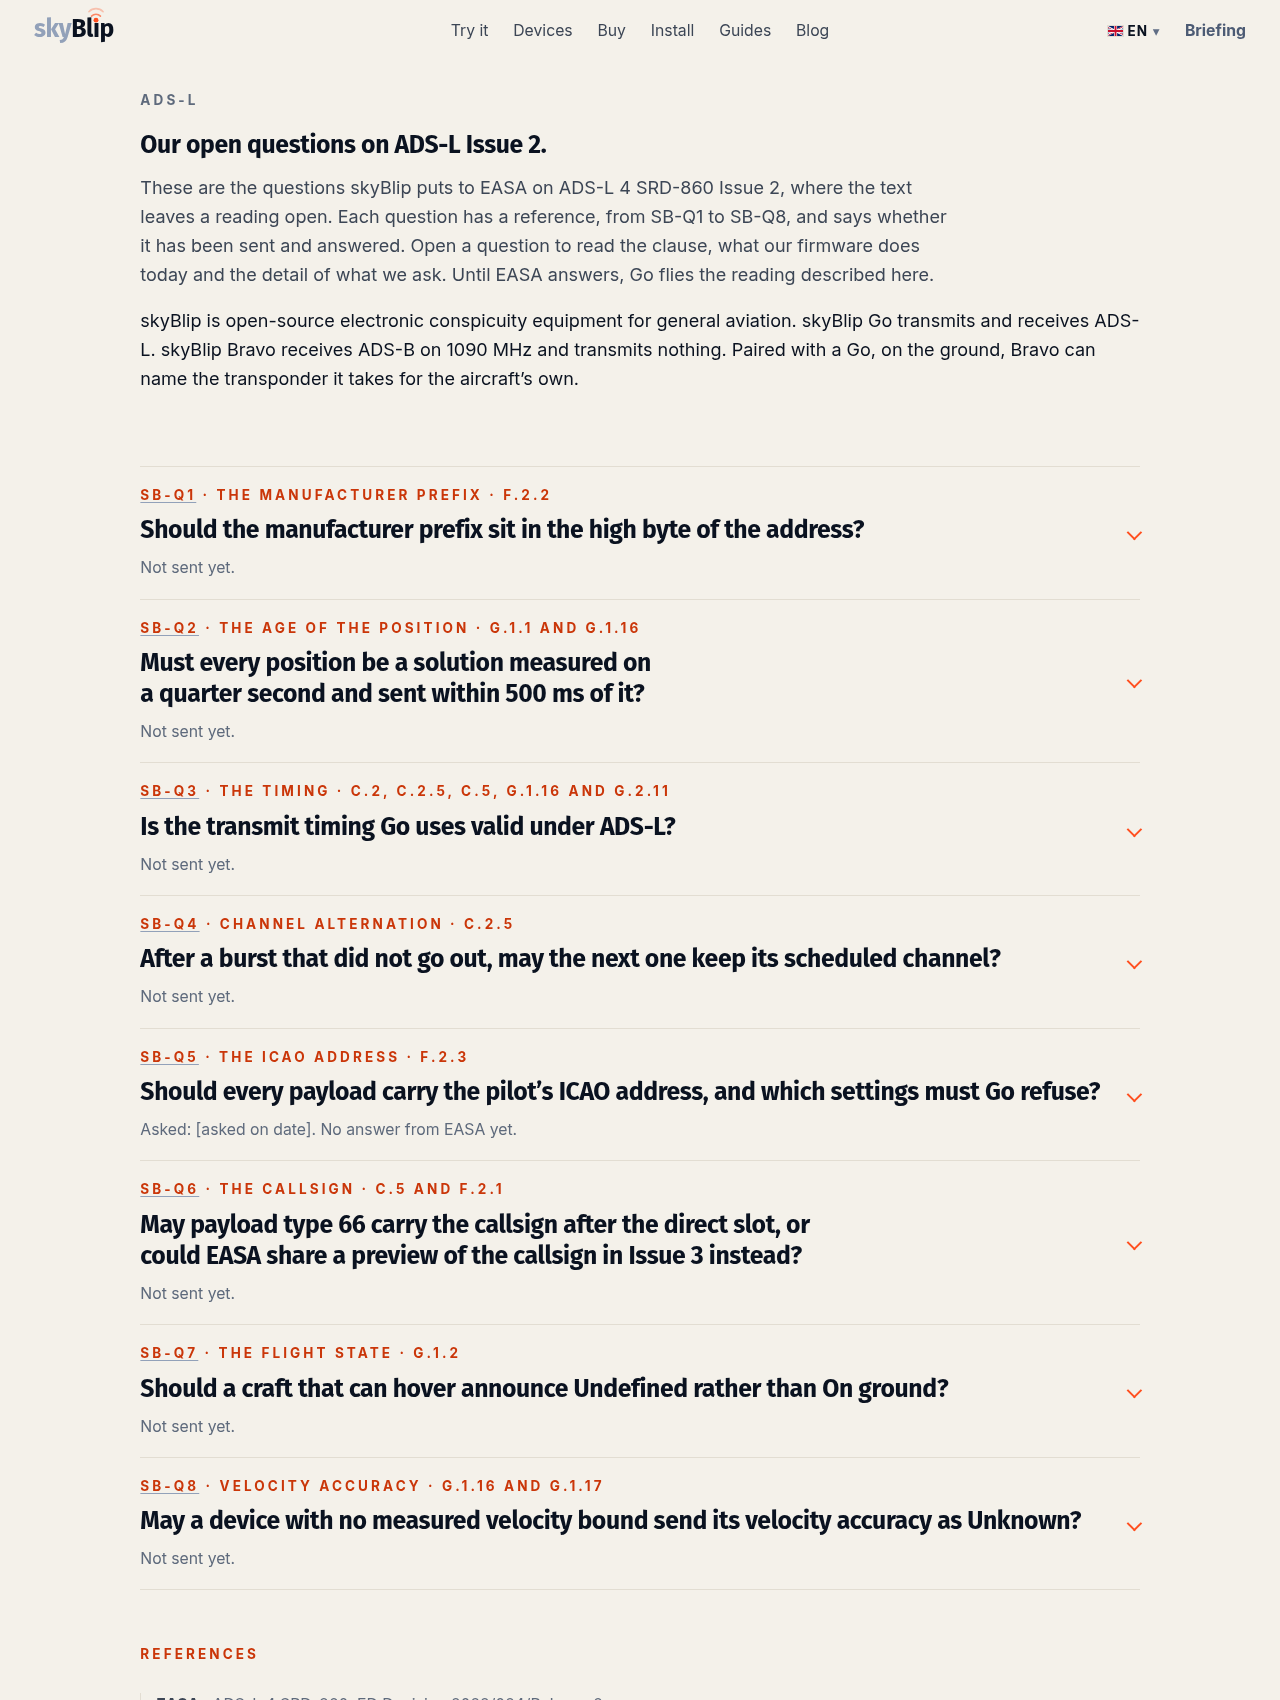 skyBlip
Try it Devices Buy Install Guides Blog
EN ▾ Briefing
ADS-L
Our open questions on ADS-L Issue 2.
These are the questions skyBlip puts to EASA on ADS-L 4 SRD-860 Issue 2, where the text
leaves a reading open. Each question has a reference, from SB-Q1 to SB-Q8, and says whether
it has been sent and answered. Open a question to read the clause, what our firmware does
today and the detail of what we ask. Until EASA answers, Go flies the reading described here.
skyBlip is open-source electronic conspicuity equipment for general aviation. skyBlip Go transmits and receives ADS-
L. skyBlip Bravo receives ADS-B on 1090 MHz and transmits nothing. Paired with a Go, on the ground, Bravo can
name the transponder it takes for the aircraft’s own.
SB-Q1 · THE MANUFACTURER PREFIX · F.2.2
Should the manufacturer prefix sit in the high byte of the address?
Not sent yet.
SB-Q2 · THE AGE OF THE POSITION · G.1.1 AND G.1.16
Must every position be a solution measured on
a quarter second and sent within 500 ms of it?
Not sent yet.
SB-Q3 · THE TIMING · C.2, C.2.5, C.5, G.1.16 AND G.2.11
Is the transmit timing Go uses valid under ADS-L?
Not sent yet.
SB-Q4 · CHANNEL ALTERNATION · C.2.5
After a burst that did not go out, may the next one keep its scheduled channel?
Not sent yet.
SB-Q5 · THE ICAO ADDRESS · F.2.3
Should every payload carry the pilot’s ICAO address, and which settings must Go refuse?
Asked: [asked on date]. No answer from EASA yet.
SB-Q6 · THE CALLSIGN · C.5 AND F.2.1
May payload type 66 carry the callsign after the direct slot, or
could EASA share a preview of the callsign in Issue 3 instead?
Not sent yet.
SB-Q7 · THE FLIGHT STATE · G.1.2
Should a craft that can hover announce Undefined rather than On ground?
Not sent yet.
SB-Q8 · VELOCITY ACCURACY · G.1.16 AND G.1.17
May a device with no measured velocity bound send its velocity accuracy as Unknown?
Not sent yet.
REFERENCES